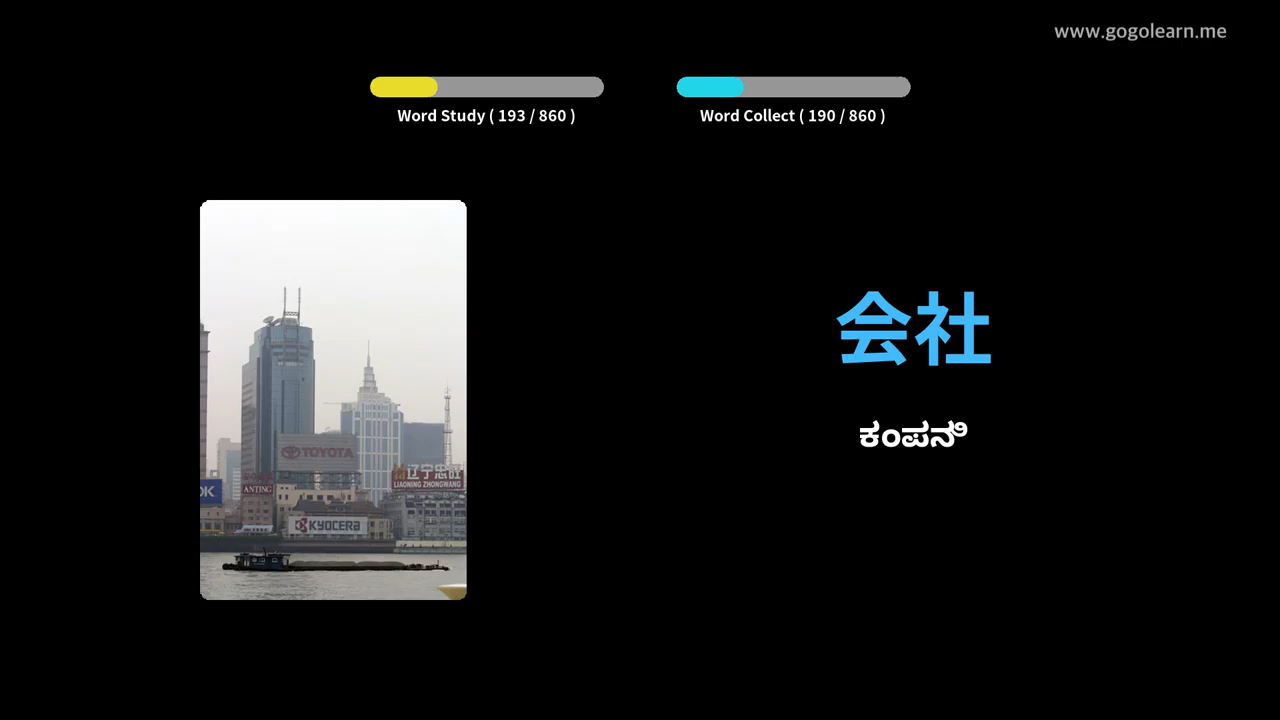 www.gogolearn.me
Word Study ( 193 / 860 )
Word Collect ( 190 / 860 )
会社
ಕಂಪನಿ
TOYOTA
辽宁忠旺
LIAONING ZHONGWANG
OK
ANTING
KYOCERA